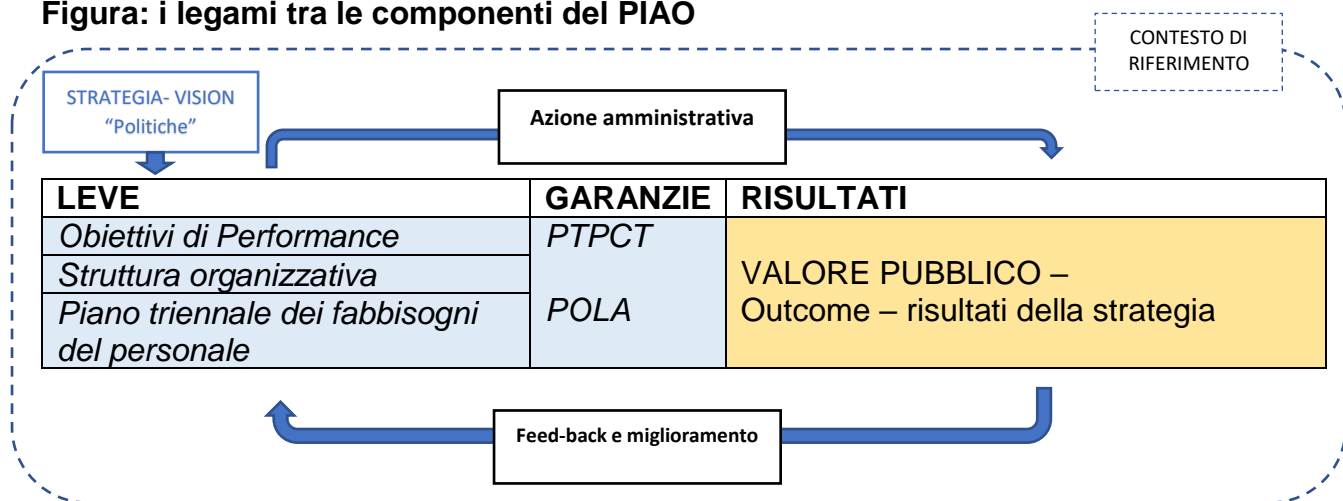 Figura: i legami tra le componenti del PIAO
CONTESTO DI
RIFERIMENTO
STRATEGIA- VISION
“Politiche”
Azione amministrativa
LEVE GARANZIE RISULTATI
Obiettivi di Performance PTPCT
Struttura organizzativa VALORE PUBBLICO –
Piano triennale dei fabbisogni POLA Outcome – risultati della strategia
del personale
Feed-back e miglioramento